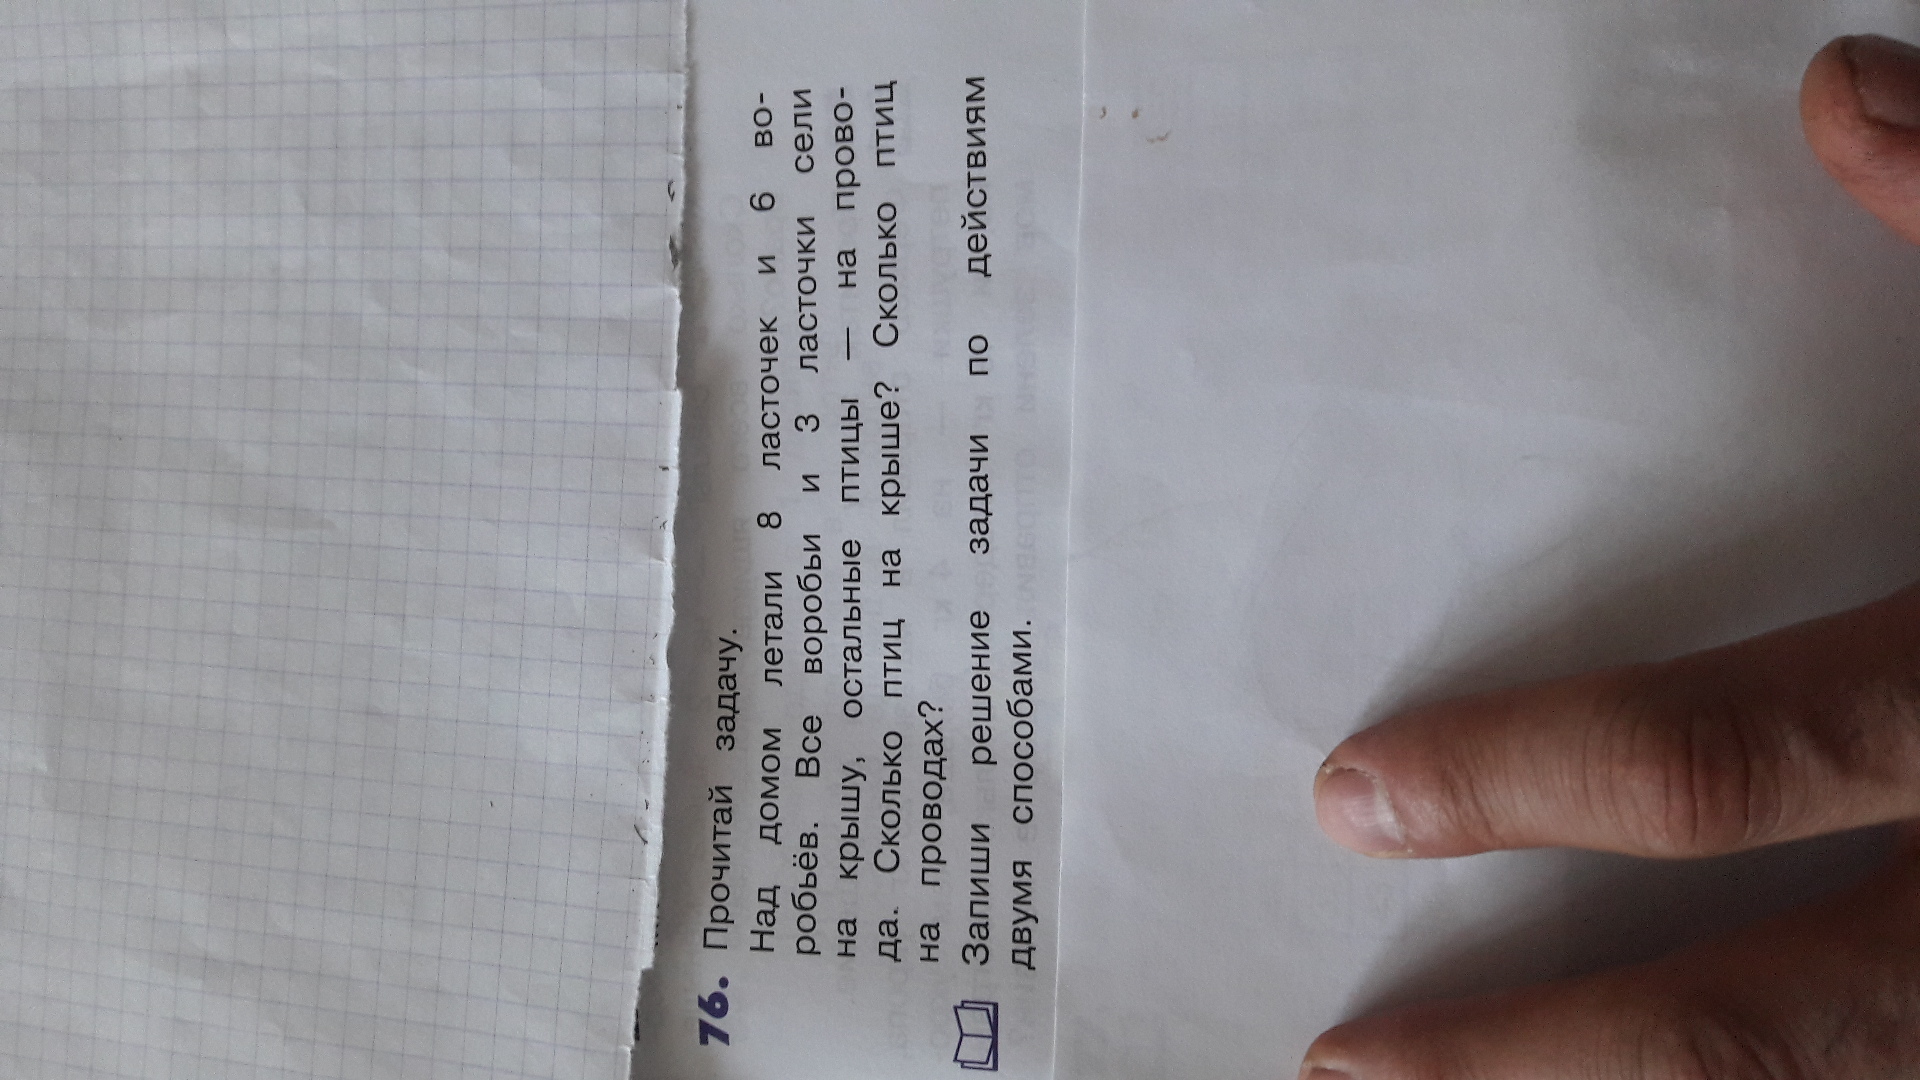 76. Прочитай задачу.
Над домом летали 8 ласточек и 6 во-
робьёв. Все воробьи и 3 ласточки сели
на крышу, остальные птицы — на прово-
да. Сколько птиц на крыше? Сколько птиц
на проводах?
Запиши решение задачи по действиям
двумя способами.